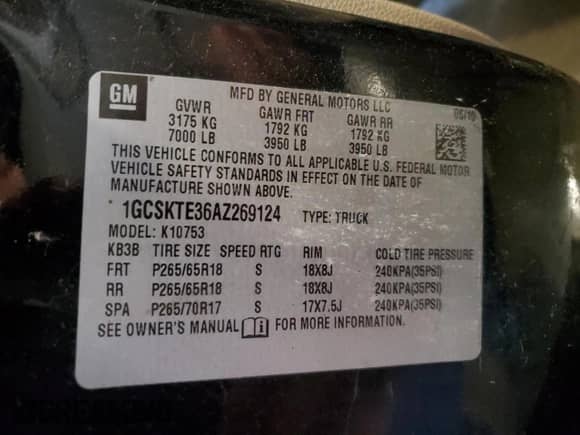 GM
MFD BY GENERAL MOTORS LLC
05/10
GVWR GAWR FRT GAWR RR
3175 KG 1792 KG 1792 KG
7000 LB 3950 LB 3950 LB
THIS VEHICLE CONFORMS TO ALL APPLICABLE U.S. FEDERAL MOTOR
VEHICLE SAFETY STANDARDS IN EFFECT ON THE DATE OF
MANUFACTURE SHOWN ABOVE.
1GCSKTE36AZ269124 TYPE: TRUCK
MODEL: K10753
KB3B TIRE SIZE SPEED RTG RIM COLD TIRE PRESSURE
FRT P265/65R18 S 18X8J 240KPA(35PSI)
RR P265/65R18 S 18X8J 240KPA(35PSI)
SPA P265/70R17 S 17X7.5J 240KPA(35PSI)
SEE OWNER'S MANUAL FOR MORE INFORMATION.